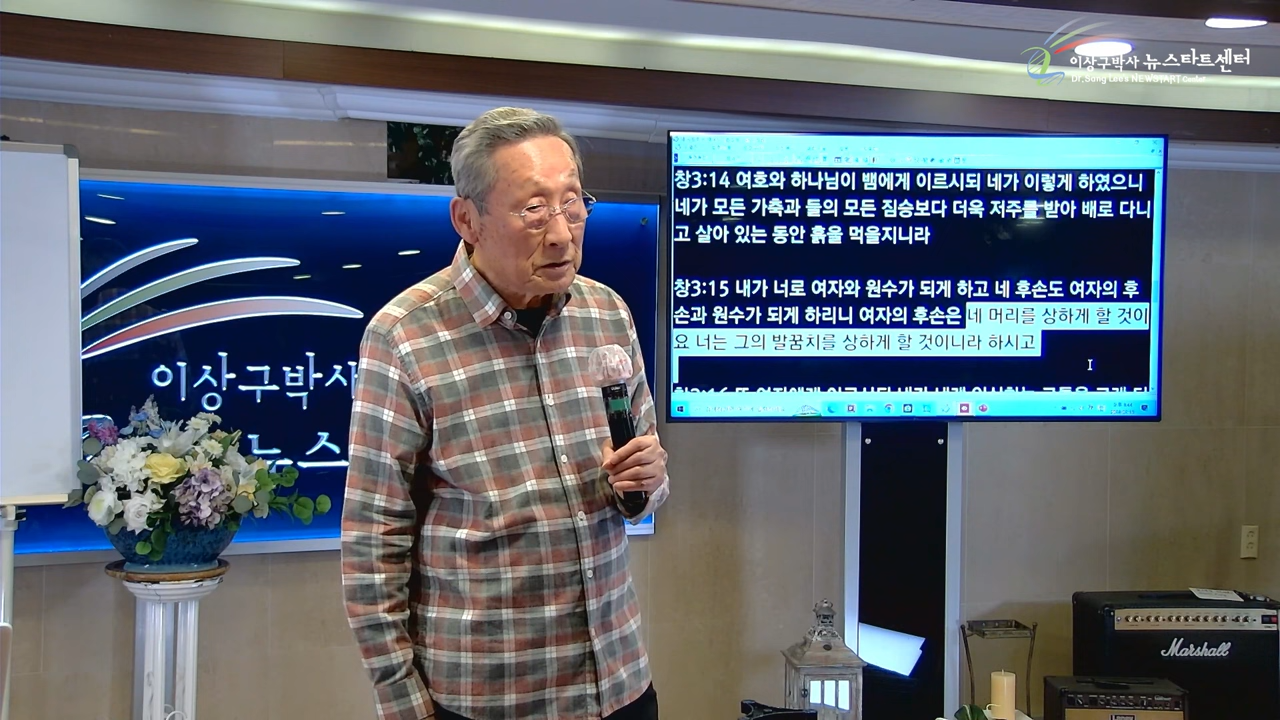 이상구박사 뉴스타트센터
Dr. Sang Lee's NEWSTART Center
창3:14 여호와 하나님이 뱀에게 이르시되 네가 이렇게 하였으니
네가 모든 가축과 들의 모든 짐승보다 더욱 저주를 받아 배로 다니
고 살아 있는 동안 흙을 먹을지니라
창3:15 내가 너로 여자와 원수가 되게 하고 네 후손도 여자의 후
손과 원수가 되게 하리니 여자의 후손은 네 머리를 상하게 할 것이
요 너는 그의 발꿈치를 상하게 할 것이니라 하시고
이상구박사
뉴스
Marshall